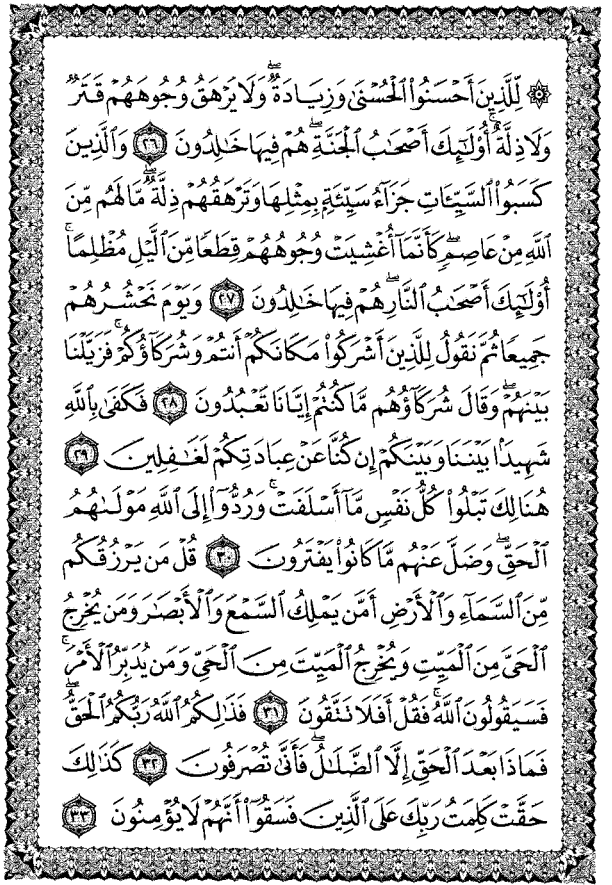 ۞ لِّلَّذِينَ أَحْسَنُوا۟ ٱلْحُسْنَىٰ وَزِيَادَةٌ ۖ وَلَا يَرْهَقُ وُجُوهَهُمْ قَتَرٌ
وَلَا ذِلَّةٌ ۚ أُو۟لَـٰٓئِكَ أَصْحَـٰبُ ٱلْجَنَّةِ ۖ هُمْ فِيهَا خَـٰلِدُونَ ٢٦ وَٱلَّذِينَ
كَسَبُوا۟ ٱلسَّيِّـَٔاتِ جَزَآءُ سَيِّئَةٍۭ بِمِثْلِهَا وَتَرْهَقُهُمْ ذِلَّةٌ ۖ مَّا لَهُم مِّنَ
ٱللَّهِ مِنْ عَاصِمٍ ۖ كَأَنَّمَآ أُغْشِيَتْ وُجُوهُهُمْ قِطَعًا مِّنَ ٱلَّيْلِ مُظْلِمًا ۚ
أُو۟لَـٰٓئِكَ أَصْحَـٰبُ ٱلنَّارِ ۖ هُمْ فِيهَا خَـٰلِدُونَ ٢٧ وَيَوْمَ نَحْشُرُهُمْ
جَمِيعًا ثُمَّ نَقُولُ لِلَّذِينَ أَشْرَكُوا۟ مَكَانَكُمْ أَنتُمْ وَشُرَكَآؤُكُمْ ۚ فَزَيَّلْنَا
بَيْنَهُمْ ۖ وَقَالَ شُرَكَآؤُهُم مَّا كُنتُمْ إِيَّانَا تَعْبُدُونَ ٢٨ فَكَفَىٰ بِٱللَّهِ
شَهِيدًۢا بَيْنَنَا وَبَيْنَكُمْ إِن كُنَّا عَنْ عِبَادَتِكُمْ لَغَـٰفِلِينَ ٢٩
هُنَالِكَ تَبْلُوا۟ كُلُّ نَفْسٍ مَّآ أَسْلَفَتْ ۚ وَرُدُّوٓا۟ إِلَى ٱللَّهِ مَوْلَىٰهُمُ
ٱلْحَقِّ ۖ وَضَلَّ عَنْهُم مَّا كَانُوا۟ يَفْتَرُونَ ٣٠ قُلْ مَن يَرْزُقُكُم
مِّنَ ٱلسَّمَآءِ وَٱلْأَرْضِ أَمَّن يَمْلِكُ ٱلسَّمْعَ وَٱلْأَبْصَـٰرَ وَمَن يُخْرِجُ
ٱلْحَىَّ مِنَ ٱلْمَيِّتِ وَيُخْرِجُ ٱلْمَيِّتَ مِنَ ٱلْحَىِّ وَمَن يُدَبِّرُ ٱلْأَمْرَ ۚ
فَسَيَقُولُونَ ٱللَّهُ ۚ فَقُلْ أَفَلَا تَتَّقُونَ ٣١ فَذَٰلِكُمُ ٱللَّهُ رَبُّكُمُ ٱلْحَقُّ ۖ
فَمَاذَا بَعْدَ ٱلْحَقِّ إِلَّا ٱلضَّلَـٰلُ ۖ فَأَنَّىٰ تُصْرَفُونَ ٣٢ كَذَٰلِكَ
حَقَّتْ كَلِمَتُ رَبِّكَ عَلَى ٱلَّذِينَ فَسَقُوٓا۟ أَنَّهُمْ لَا يُؤْمِنُونَ ٣٣